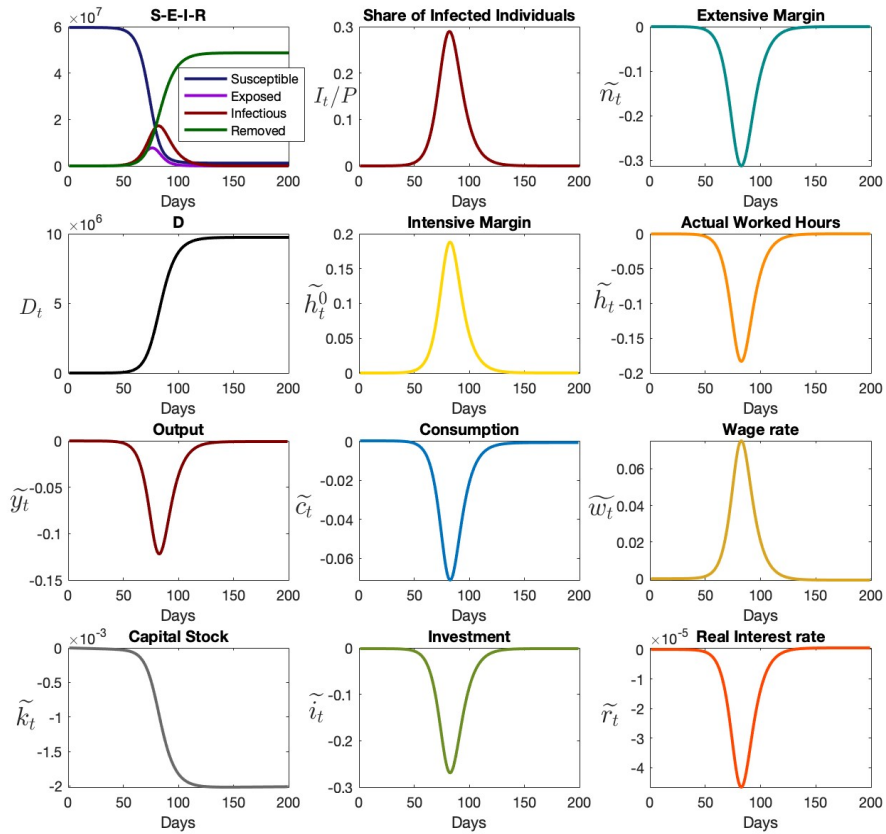 S-E-I-R
×10^7
6
4
2
0
0 50 100 150 200
Days
Susceptible
Exposed
Infectious
Removed
Share of Infected Individuals
I_t/P
0.3
0.2
0.1
0
0 50 100 150 200
Days
Extensive Margin
ñ_t
0
-0.1
-0.2
-0.3
0 50 100 150 200
Days
D
×10^6
D_t
10
5
0
0 50 100 150 200
Days
Intensive Margin
h̃_t^0
0.2
0.15
0.1
0.05
0
0 50 100 150 200
Days
Actual Worked Hours
h̃_t
0
-0.05
-0.1
-0.15
-0.2
0 50 100 150 200
Days
Output
ỹ_t
0
-0.05
-0.1
-0.15
0 50 100 150 200
Days
Consumption
c̃_t
0
-0.02
-0.04
-0.06
0 50 100 150 200
Days
Wage rate
w̃_t
0.06
0.04
0.02
0
0 50 100 150 200
Days
Capital Stock
×10^-3
k̃_t
0
-0.5
-1
-1.5
-2
0 50 100 150 200
Days
Investment
ĩ_t
0
-0.1
-0.2
-0.3
0 50 100 150 200
Days
Real Interest rate
×10^-5
r̃_t
0
-1
-2
-3
-4
0 50 100 150 200
Days